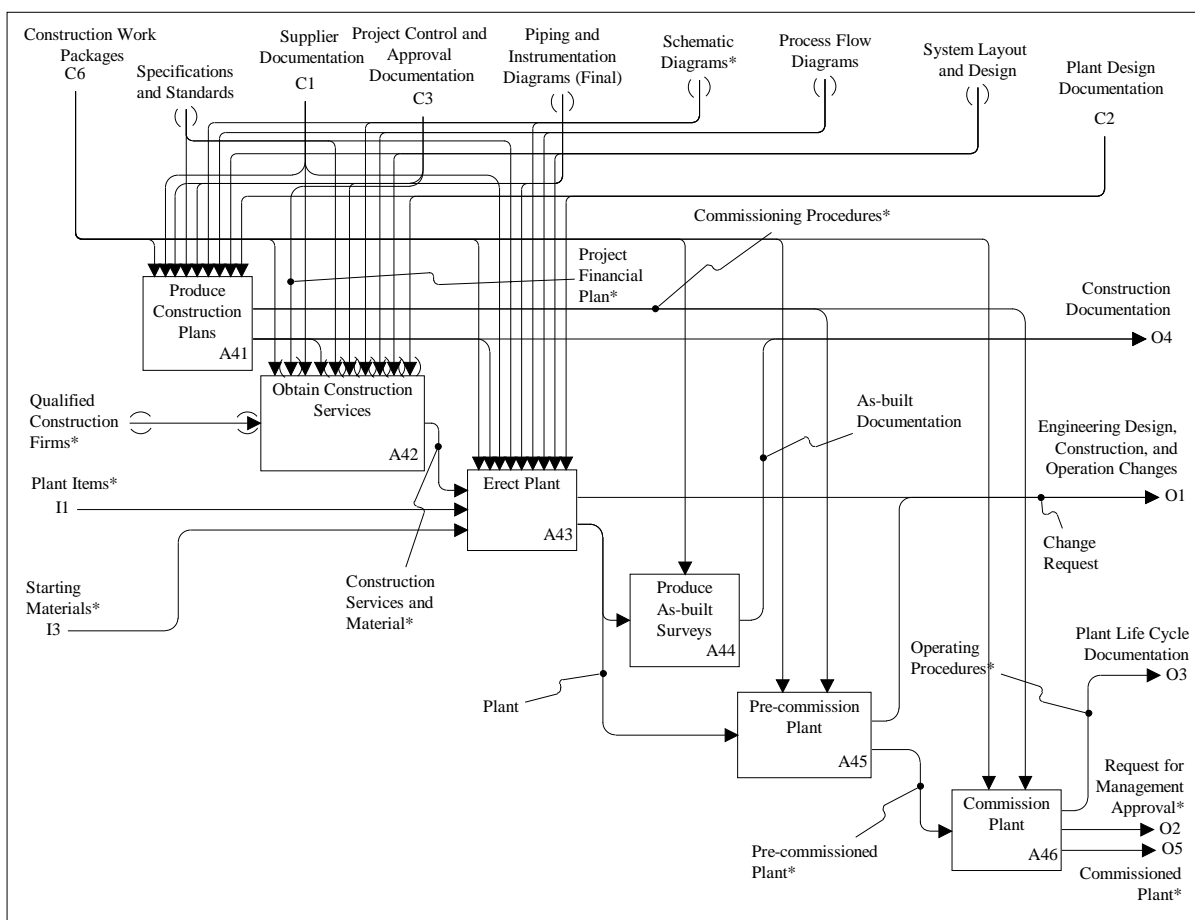 Construction Work
Packages
C6
Specifications
and Standards
Supplier
Documentation
C1
Project Control and
Approval
Documentation
C3
Piping and
Instrumentation
Diagrams (Final)
Schematic
Diagrams*
Process Flow
Diagrams
System Layout
and Design
Plant Design
Documentation
C2
Commissioning Procedures*
Project
Financial
Plan*
Produce
Construction
Plans
A41
Construction
Documentation
O4
Obtain Construction
Services
A42
Qualified
Construction
Firms*
As-built
Documentation
Engineering Design,
Construction, and
Operation Changes
O1
Plant Items*
I1
Erect Plant
A43
Change
Request
Starting
Materials*
I3
Construction
Services and
Material*
Produce
As-built
Surveys
A44
Operating
Procedures*
Plant Life Cycle
Documentation
O3
Plant
Pre-commission
Plant
A45
Request for
Management
Approval*
O2
Commission
Plant
A46
O5
Pre-commissioned
Plant*
Commissioned
Plant*